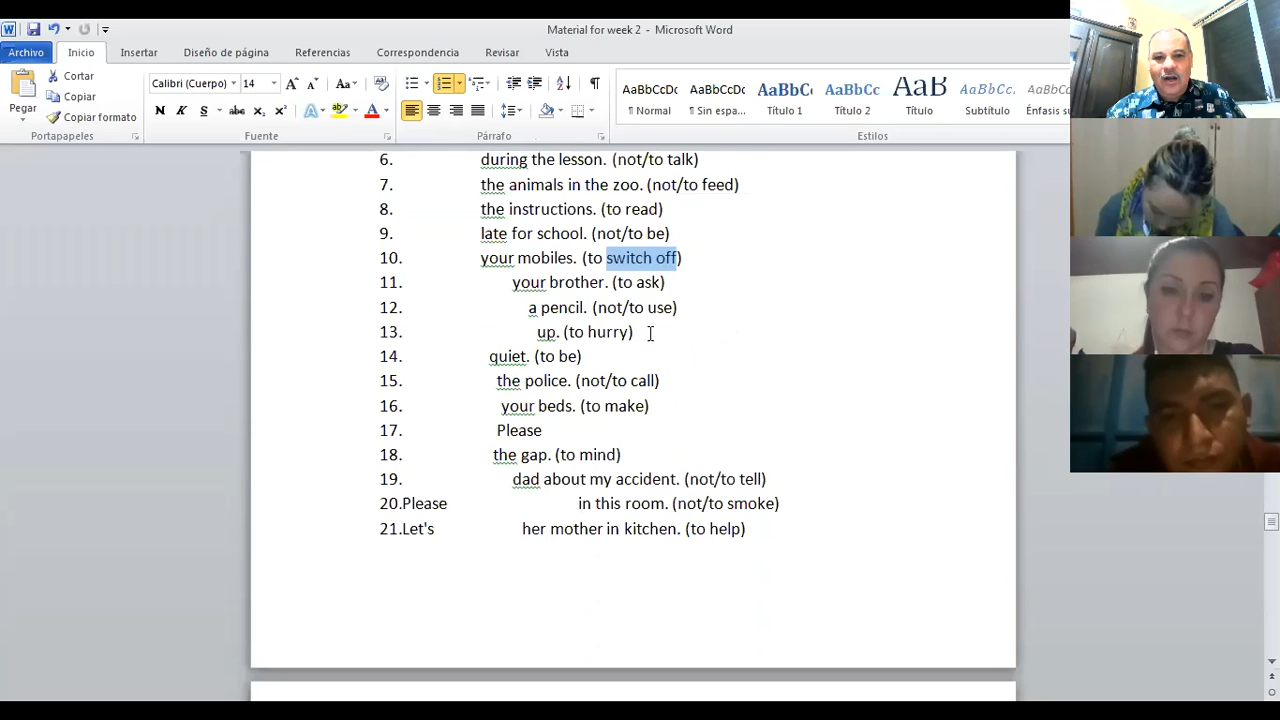 Material for week 2 - Microsoft Word
Archivo Inicio Insertar Diseño de página Referencias Correspondencia Revisar Vista
Cortar
Copiar
Copiar formato
Pegar
Portapapeles
Calibri (Cuerpo) 14
Fuente
Párrafo
AaBbCcDc AaBbCcDc AaBbC AaBbCc AaB AaBbCc AaBbCcDc
¶ Normal ¶ Sin espa... Título 1 Título 2 Título Subtítulo Énfasis su
Estilos
6. during the lesson. (not/to talk)
7. the animals in the zoo. (not/to feed)
8. the instructions. (to read)
9. late for school. (not/to be)
10. your mobiles. (to switch off)
11. your brother. (to ask)
12. a pencil. (not/to use)
13. up. (to hurry)
14. quiet. (to be)
15. the police. (not/to call)
16. your beds. (to make)
17. Please
18. the gap. (to mind)
19. dad about my accident. (not/to tell)
20.Please in this room. (not/to smoke)
21.Let's her mother in kitchen. (to help)